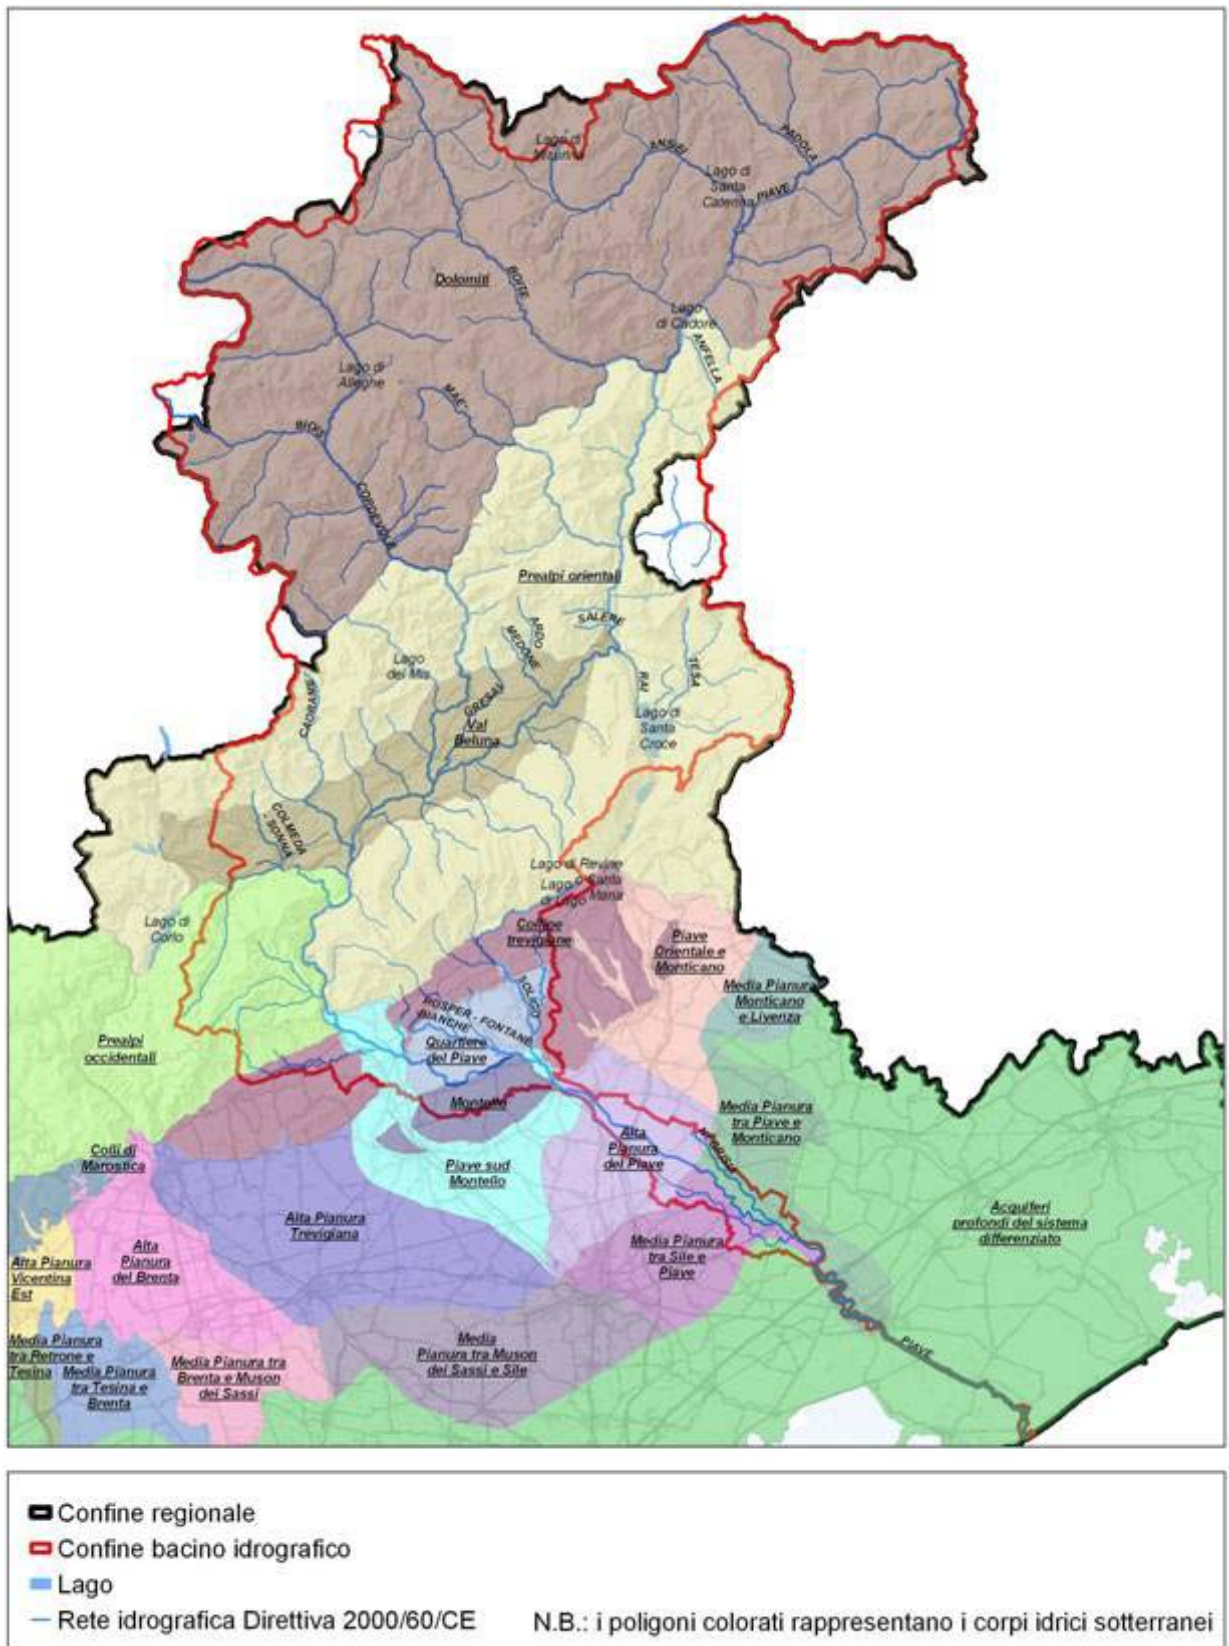 Lago di
Misurina
ANSIEI
PADOLA
Lago di
Santa
Caterina
PIAVE
Dolomiti
BOITE
Lago
di Cadore
ANFELLA
Lago di
Alleghe
MAE'
BIOIS
CORDEVOLE
Prealpi orientali
SALERE
ARDO
MEDONE
Lago
del Mis
TESA
RAI
CAORAME
GRESAL
Val
Beluna
Lago di
Santa
Croce
COLMEDA
- SONNA
Lago di Revine
o Santa
Maria
Lago
di Lago
Lago di
Corlo
Colline
trevigiane
Piave
Orientale e
Monticano
SOLIGO
Media Pianura
Monticano
e Livenza
ROSPER - FONTANE
BIANCHE
Prealpi
occidentali
Quartiere
del Piave
Montello
Media Pianura
tra Piave e
Monticano
Alta
Pianura
del Piave
NEGRISIA
Colli di
Marostica
Piave sud
Montello
Alta Pianura
Trevigiana
Acquiferi
profondi del sistema
differenziato
Alta
Pianura
del Brenta
Media Pianura
tra Sile e
Piave
Alta Pianura
Vicentina
Est
Media Pianura
tra Retrone e
Tesina
Media Pianura
tra Tesina e
Brenta
Media Pianura tra
Brenta e Muson
dei Sassi
Media
Pianura tra Muson
dei Sassi e Sile
PIAVE
Confine regionale
Confine bacino idrografico
Lago
Rete idrografica Direttiva 2000/60/CE
N.B.: i poligoni colorati rappresentano i corpi idrici sotterranei